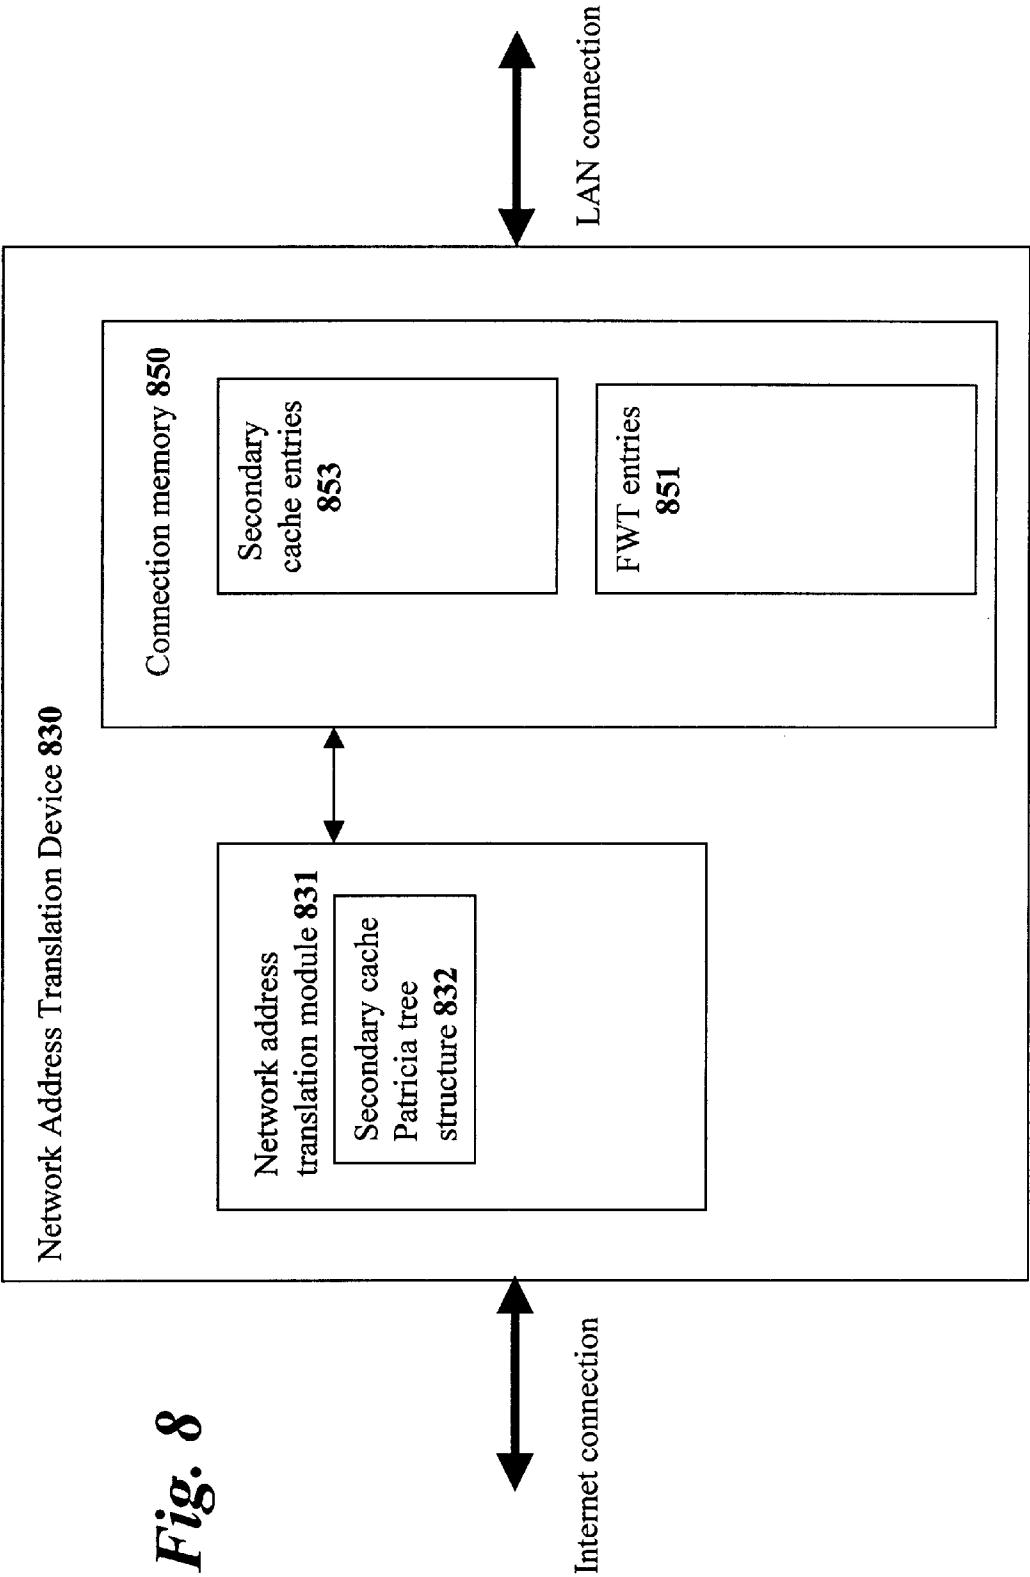 Fig. 8
Network Address Translation Device 830
Network address
translation module 831
Secondary cache
Patricia tree
structure 832
Connection memory 850
Secondary
cache entries
853
FWT entries
851
Internet connection
LAN connection